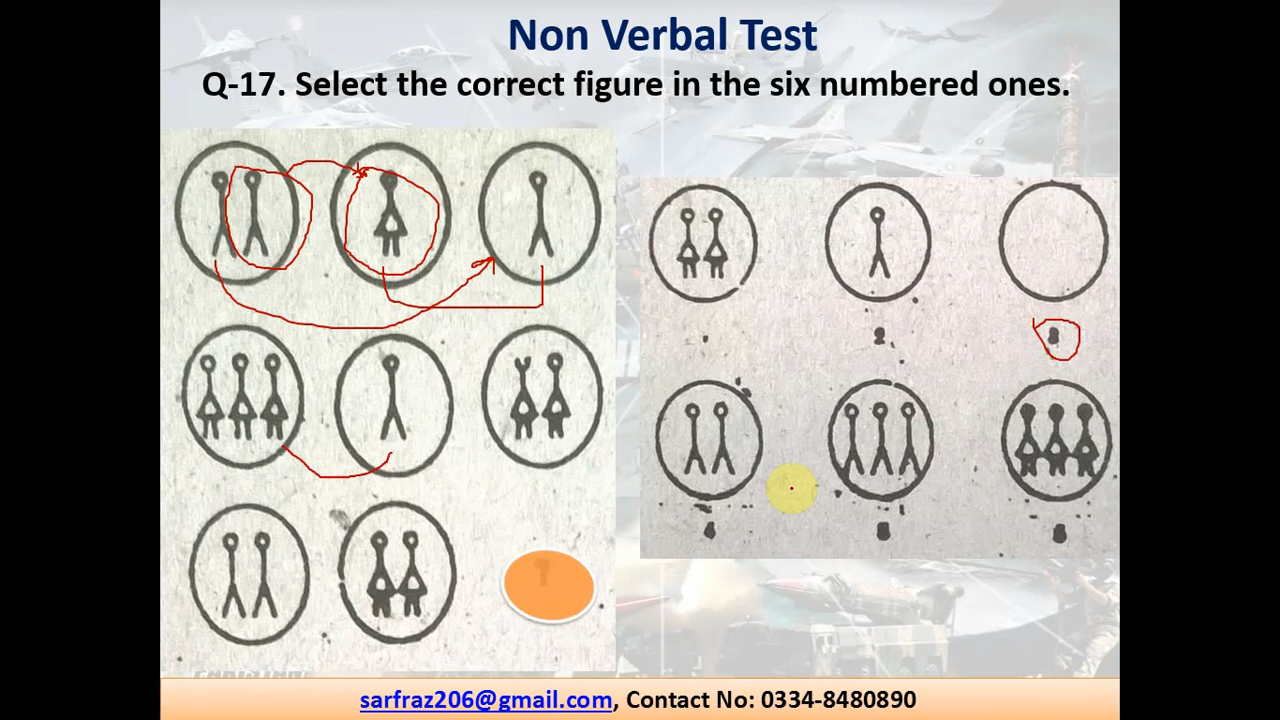 Non Verbal Test
Q-17. Select the correct figure in the six numbered ones.
sarfraz206@gmail.com, Contact No: 0334-8480890